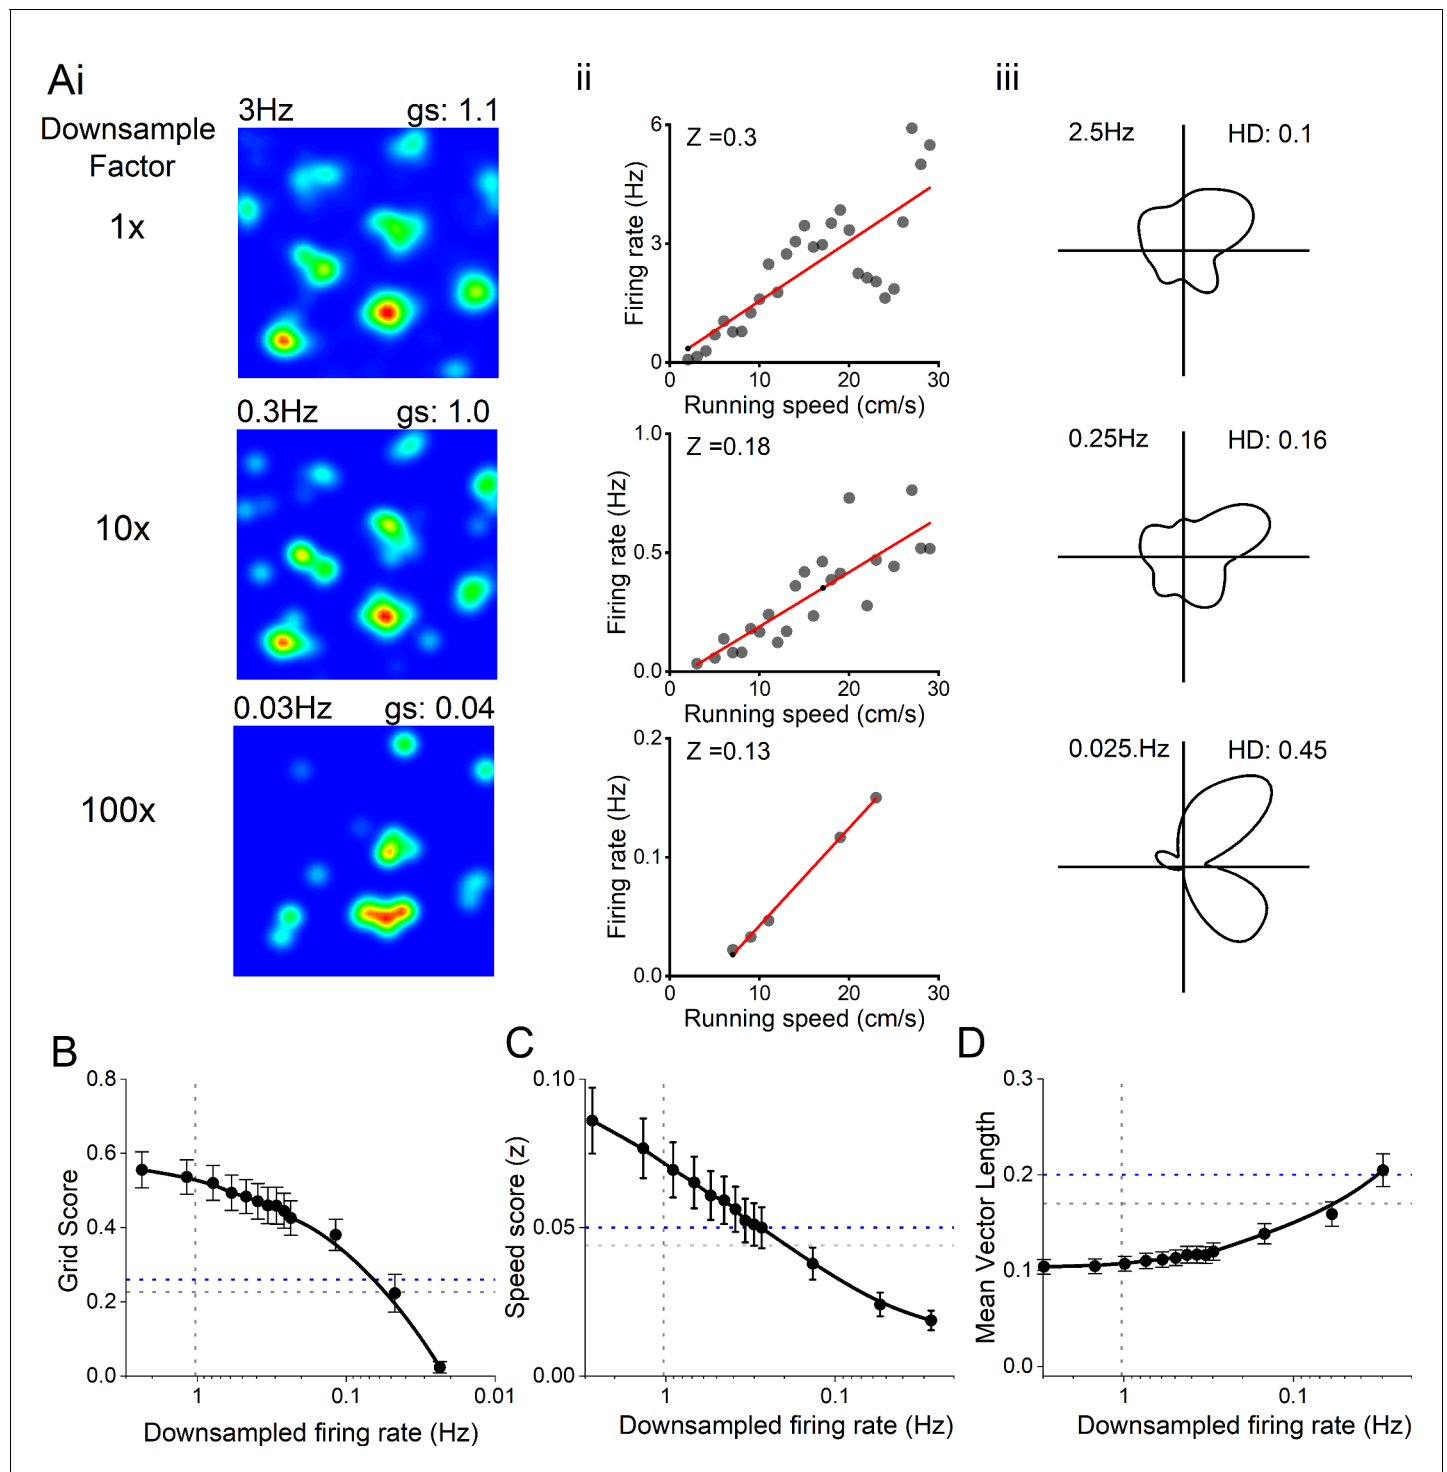 Ai
ii
iii
Downsample
Factor
1x
3Hz gs: 1.1
6
3
0
Z =0.3
Firing rate (Hz)
0 10 20 30
Running speed (cm/s)
2.5Hz HD: 0.1
10x
0.3Hz gs: 1.0
1.0
0.5
0.0
Z =0.18
Firing rate (Hz)
0 10 20 30
Running speed (cm/s)
0.25Hz HD: 0.16
100x
0.03Hz gs: 0.04
0.2
0.1
0.0
Z =0.13
Firing rate (Hz)
0 10 20 30
Running speed (cm/s)
0.025.Hz HD: 0.45
B
0.8
0.6
0.4
0.2
0.0
Grid Score
1 0.1 0.01
Downsampled firing rate (Hz)
C
0.10
0.05
0.00
Speed score (z)
1 0.1
Downsampled firing rate (Hz)
D
0.3
0.2
0.1
0.0
Mean Vector Length
1 0.1
Downsampled firing rate (Hz)